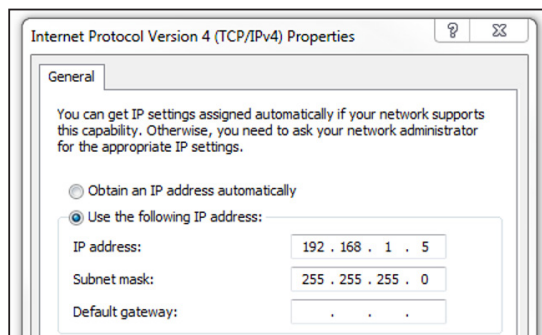 Internet Protocol Version 4 (TCP/IPv4) Properties
General
You can get IP settings assigned automatically if your network supports
this capability. Otherwise, you need to ask your network administrator
for the appropriate IP settings.
Obtain an IP address automatically
Use the following IP address:
IP address: 192 . 168 . 1 . 5
Subnet mask: 255 . 255 . 255 . 0
Default gateway: . . .